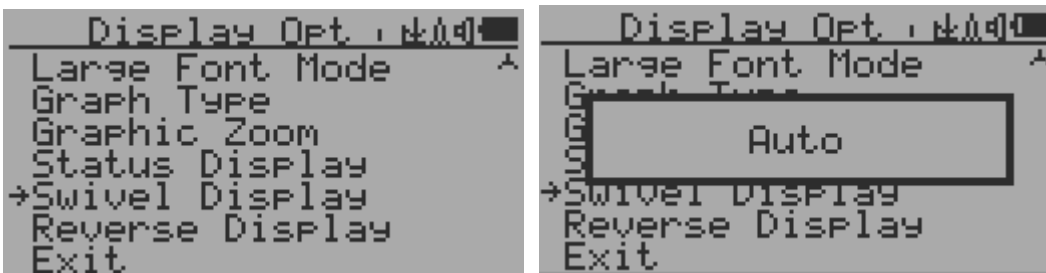 Display Opt
Large Font Mode
Graph Type
Graphic Zoom
Status Display
→Swivel Display
Reverse Display
Exit
Display Opt
Large Font Mode
Auto
→Swivel Display
Reverse Display
Exit